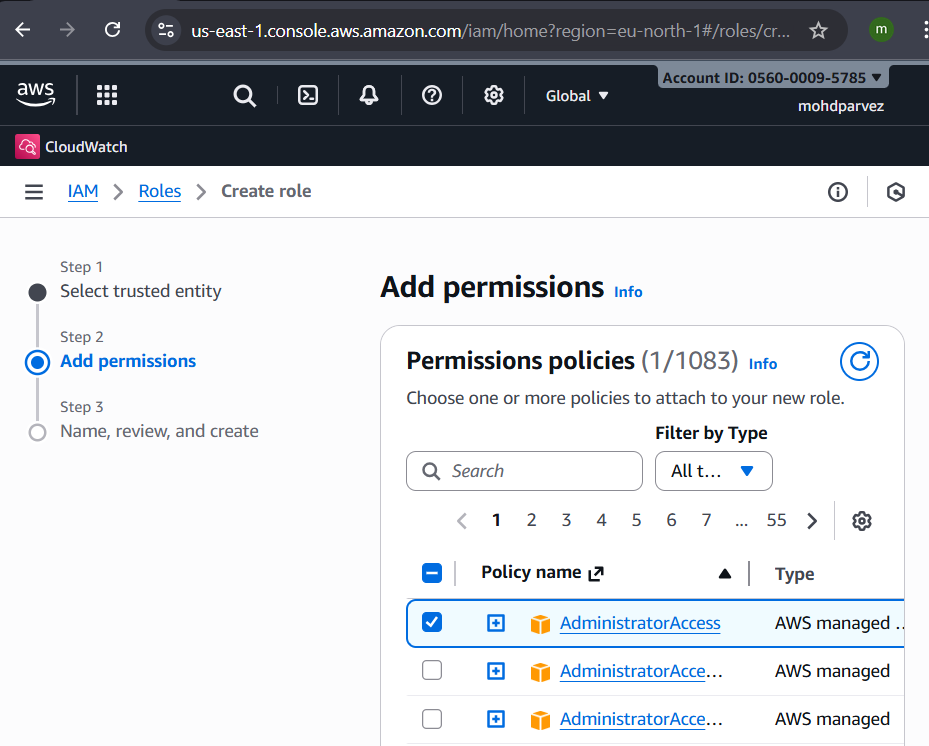 us-east-1.console.aws.amazon.com/iam/home?region=eu-north-1#/roles/cr...
m
aws
Global
Account ID: 0560-0009-5785
mohdparvez
CloudWatch
IAM > Roles > Create role
Step 1
Select trusted entity
Step 2
Add permissions
Step 3
Name, review, and create
Add permissions Info
Permissions policies (1/1083) Info
Choose one or more policies to attach to your new role.
Filter by Type
Search
All t...
1 2 3 4 5 6 7 ... 55
Policy name Type
AdministratorAccess AWS managed ...
AdministratorAcce... AWS managed
AdministratorAcce... AWS managed